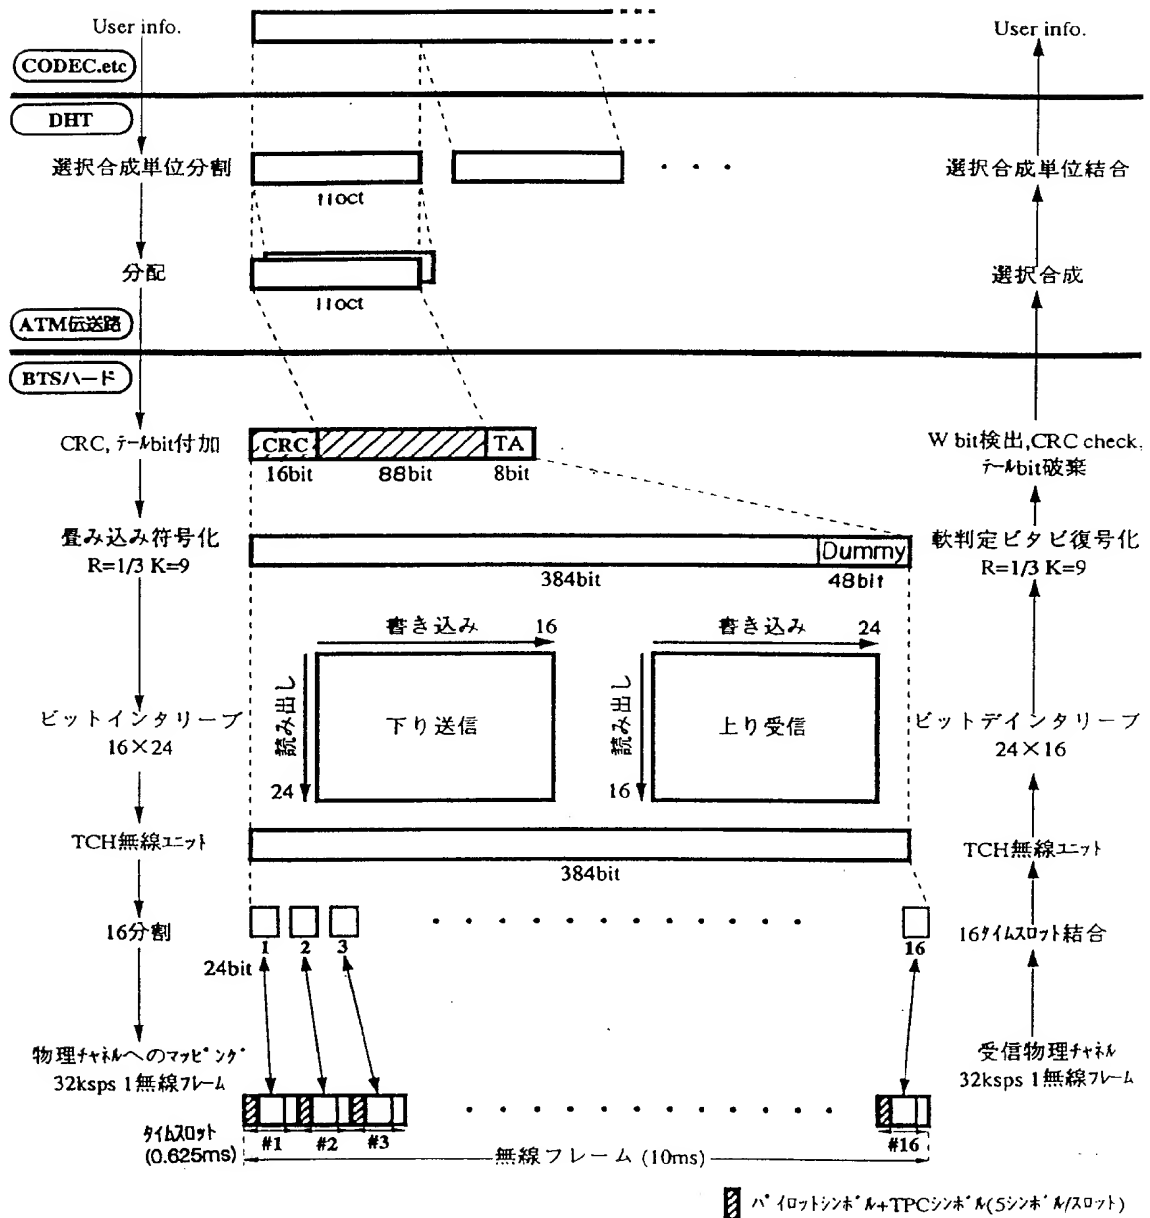 User info.
User info.
CODEC.etc
DHT
選択合成単位分割
11oct
・・・
選択合成単位結合
分配
11oct
選択合成
ATM伝送路
BTSハード
CRC, テールbit付加
CRC
TA
16bit
88bit
8bit
W bit検出,CRC check,
テールbit破棄
畳み込み符号化
R=1/3 K=9
Dummy
384bit
48bit
軟判定ビタビ復号化
R=1/3 K=9
書き込み
16
読み出し
24
下り送信
書き込み
24
読み出し
16
上り受信
ビットインタリーブ
16×24
ビットデインタリーブ
24×16
TCH無線ユニット
384bit
TCH無線ユニット
16分割
1
2
3
16
24bit
16タイムスロット結合
物理チャネルへのマッピング
32ksps 1無線フレーム
受信物理チャネル
32ksps 1無線フレーム
タイムスロット
(0.625ms)
#1
#2
#3
#16
無線フレーム (10ms)
パイロットシンボル+TPCシンボル(5シンボル/スロット)